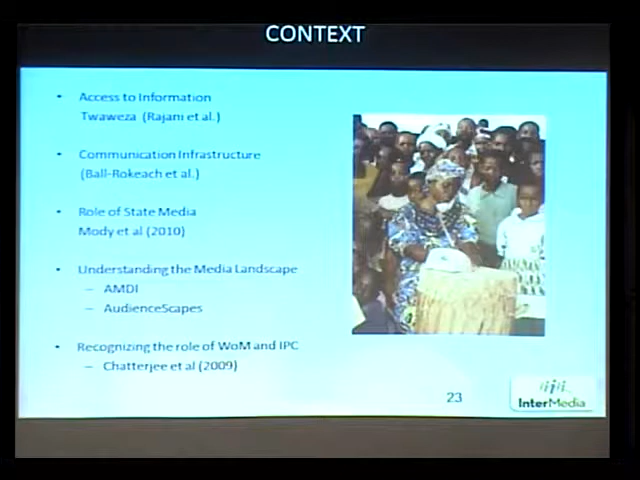 CONTEXT
• Access to Information
Twaweza (Rajani et al.)
• Communication Infrastructure
(Ball-Rokeach et al.)
• Role of State Media
Mody et al (2010)
• Understanding the Media Landscape
– AMDI
– AudienceScapes
• Recognizing the role of WoM and IPC
– Chatterjee et al (2009)
23
InterMedia